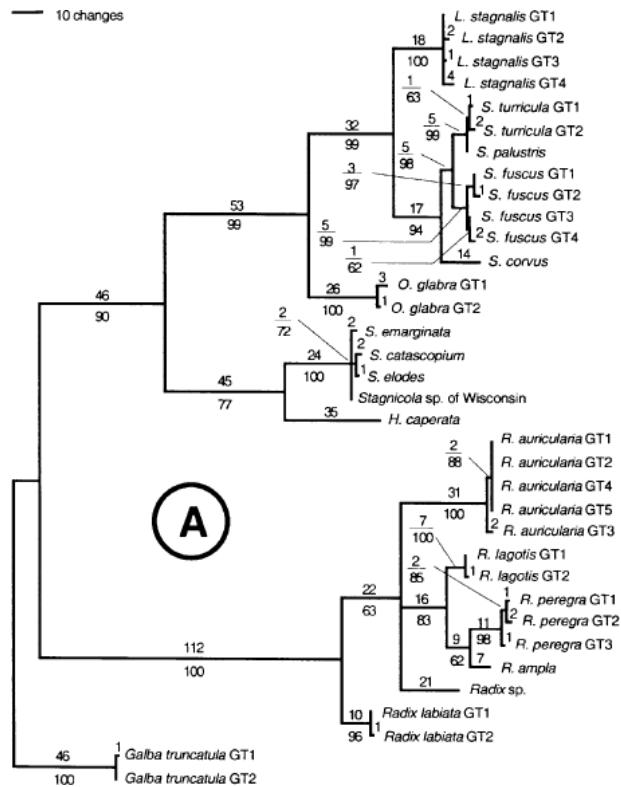 10 changes
18
100
L. stagnalis GT1
2
L. stagnalis GT2
1
L. stagnalis GT3
4
L. stagnalis GT4
1
63
1
S. turricula GT1
2
S. turricula GT2
5
99
S. palustris
32
99
5
98
3
97
S. fuscus GT1
1
S. fuscus GT2
S. fuscus GT3
2
S. fuscus GT4
17
94
5
99
1
62
14
S. corvus
53
99
26
100
3
O. glabra GT1
1
O. glabra GT2
46
90
2
72
2
S. emarginata
2
S. catascopium
1
S. elodes
24
100
Stagnicola sp. of Wisconsin
45
77
35
H. caperata
A
2
88
R. auricularia GT1
R. auricularia GT2
R. auricularia GT4
R. auricularia GT5
31
100
2
R. auricularia GT3
7
100
R. lagotis GT1
1
R. lagotis GT2
2
85
22
63
16
83
1
R. peregra GT1
2
R. peregra GT2
11
98
1
R. peregra GT3
9
62
7
R. ampla
21
Radix sp.
112
100
10
96
Radix labiata GT1
1
Radix labiata GT2
46
100
1
Galba truncatula GT1
Galba truncatula GT2